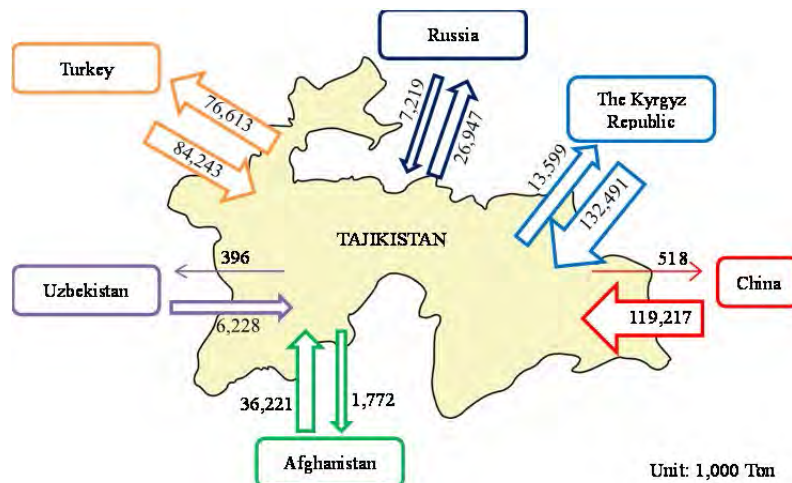 Russia
Turkey
The Kyrgyz
Republic
76,613
84,243
7,219
26,947
13,599
132,491
TAJIKISTAN
396
518
Uzbekistan
China
6,228
119,217
36,221
1,772
Afghanistan
Unit: 1,000 Ton